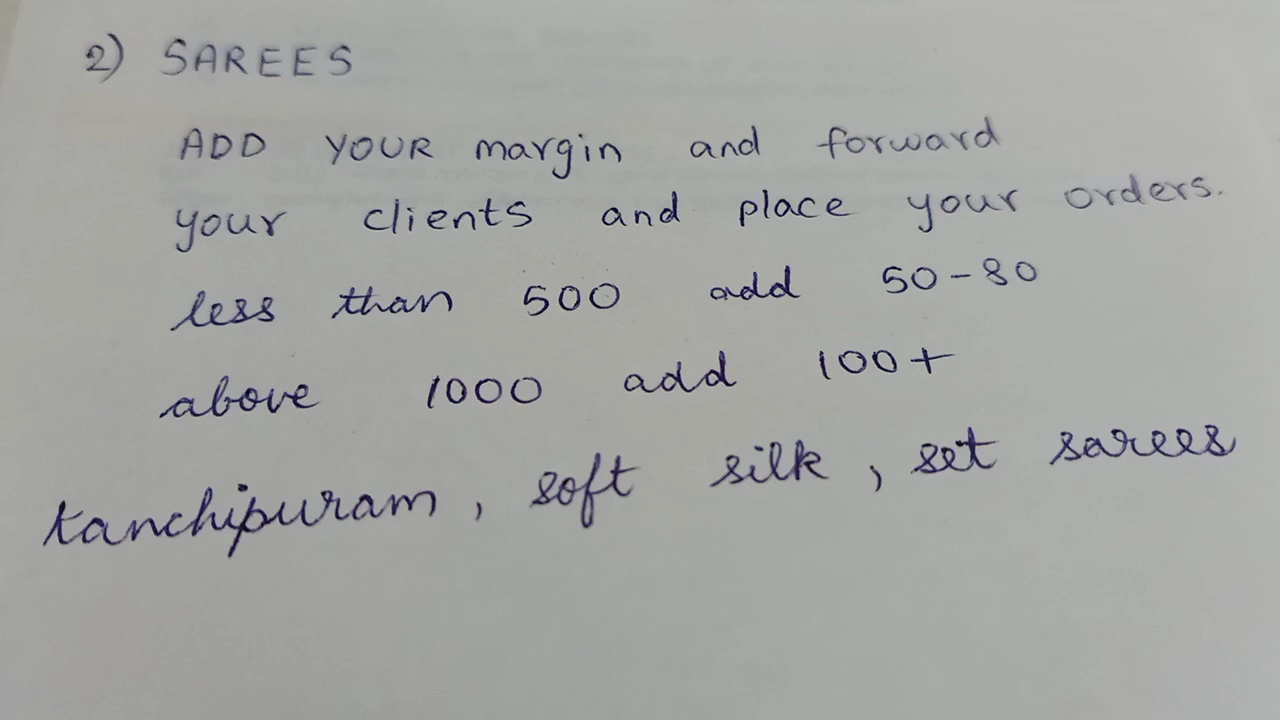 2) SAREES
ADD YOUR margin and forward
your clients and place your orders.
less than 500 add 50-80
above 1000 add 100+
kanchipuram, soft silk, set sarees